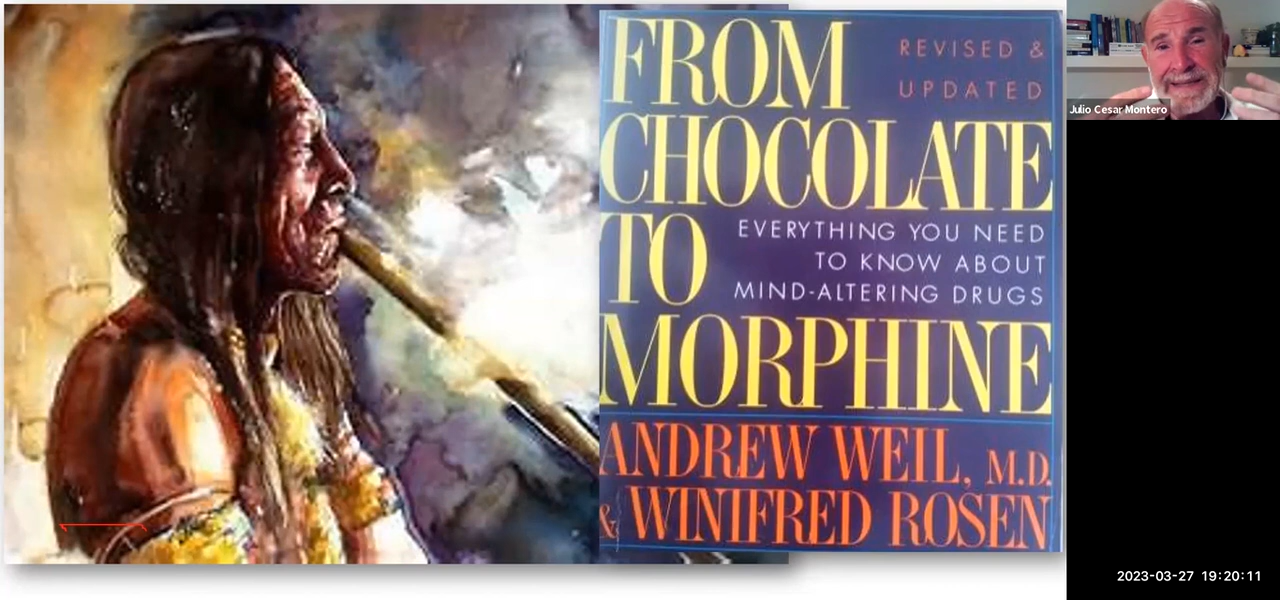 FROM
REVISED &
UPDATED
CHOCOLATE
TO
EVERYTHING YOU NEED
TO KNOW ABOUT
MIND-ALTERING DRUGS
MORPHINE
ANDREW WEIL, M.D.
& WINIFRED ROSEN
Julio Cesar Montero
2023-03-27 19:20:11